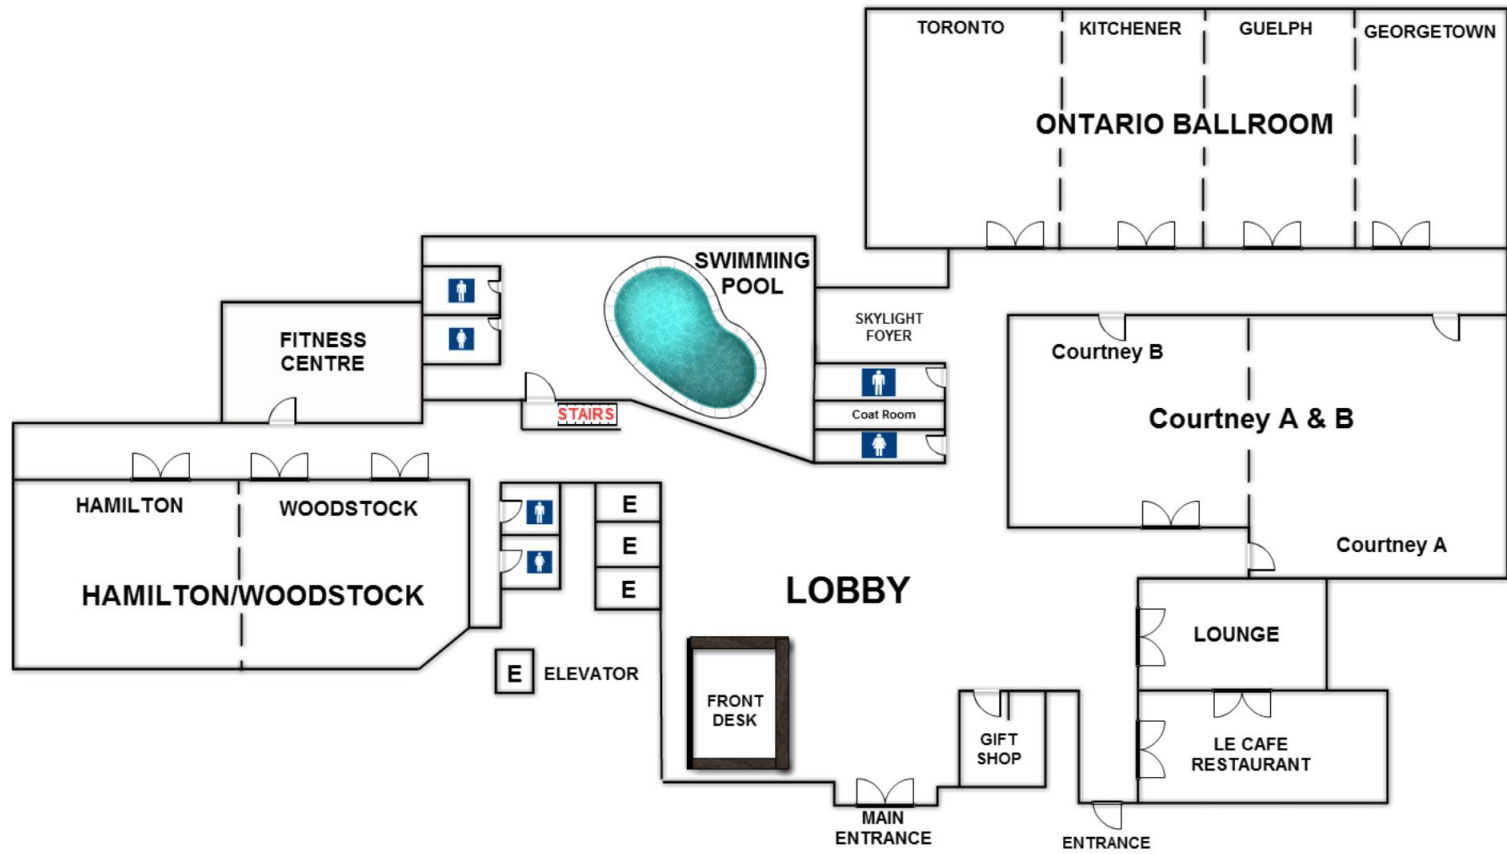 TORONTO
KITCHENER
GUELPH
GEORGETOWN
ONTARIO BALLROOM
SWIMMING
POOL
SKYLIGHT
FOYER
FITNESS
CENTRE
Courtney B
STAIRS
Coat Room
Courtney A & B
HAMILTON
WOODSTOCK
E
E
E
Courtney A
HAMILTON/WOODSTOCK
LOBBY
LOUNGE
E
ELEVATOR
FRONT
DESK
GIFT
SHOP
LE CAFE
RESTAURANT
MAIN
ENTRANCE
ENTRANCE